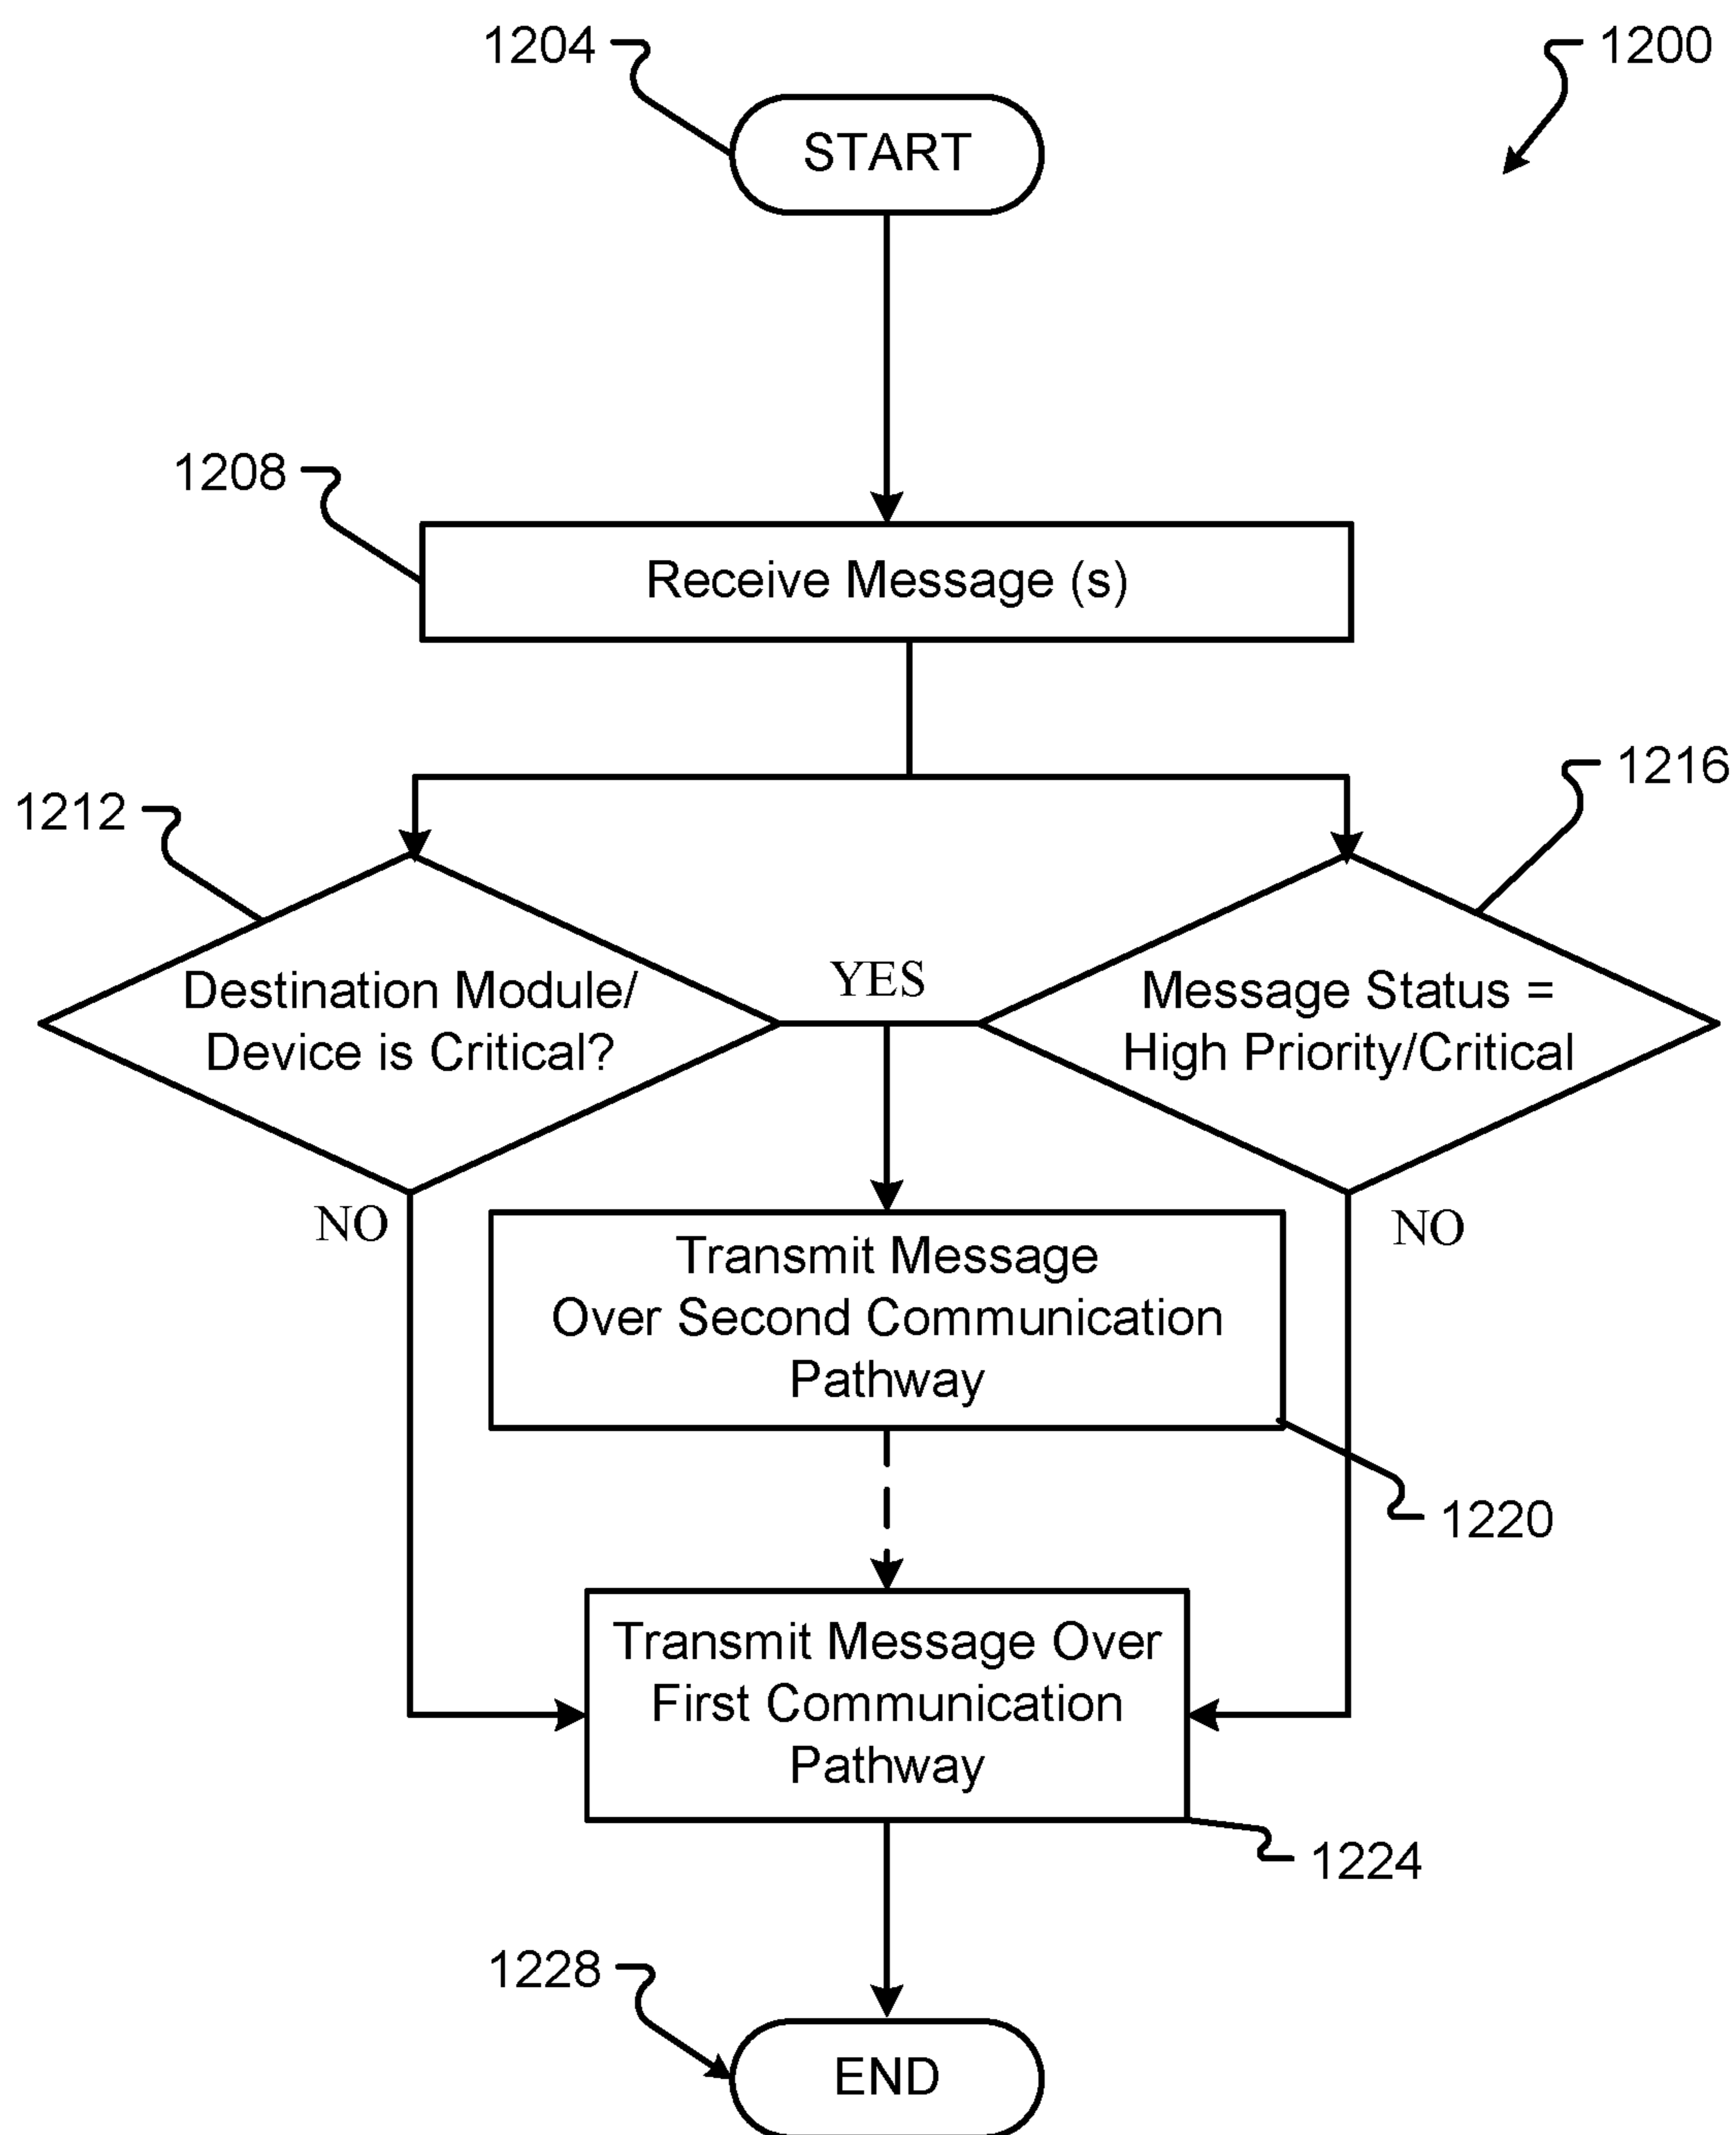 1204
1200
START
1208
Receive Message (s)
1212
1216
Destination Module/
Device is Critical?
YES
Message Status =
High Priority/Critical
NO
NO
Transmit Message
Over Second Communication
Pathway
1220
Transmit Message Over
First Communication
Pathway
1224
1228
END